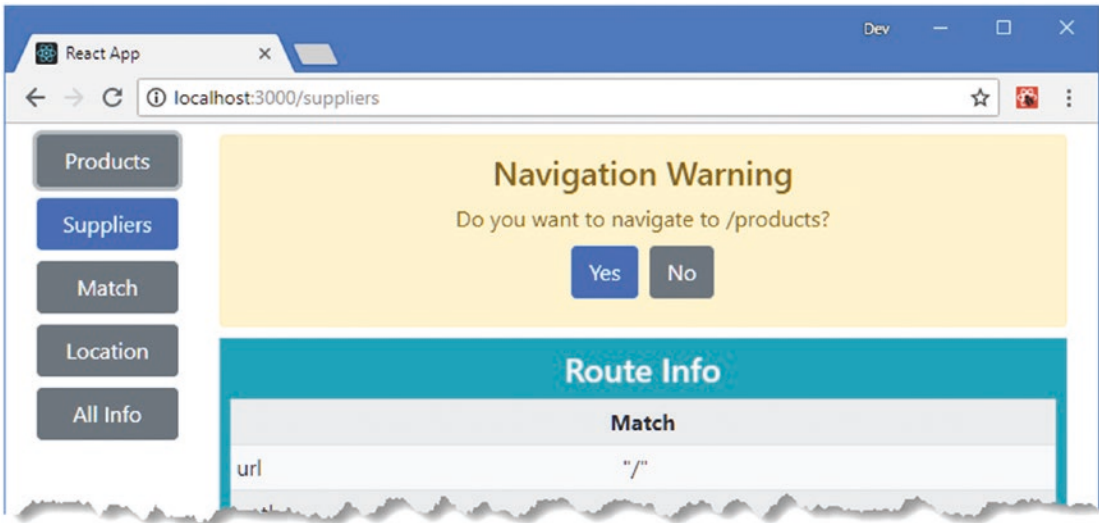 Dev
React App
localhost:3000/suppliers
Products
Suppliers
Match
Location
All Info
Navigation Warning
Do you want to navigate to /products?
Yes
No
Route Info
Match
url
"/"